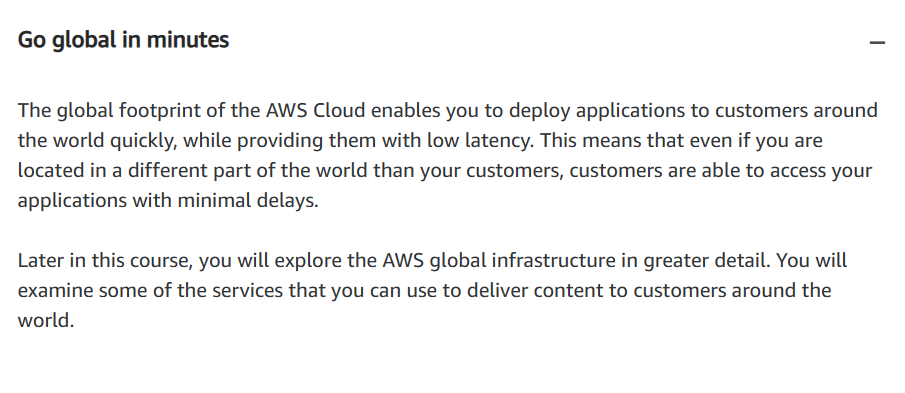 Go global in minutes
The global footprint of the AWS Cloud enables you to deploy applications to customers around
the world quickly, while providing them with low latency. This means that even if you are
located in a different part of the world than your customers, customers are able to access your
applications with minimal delays.
Later in this course, you will explore the AWS global infrastructure in greater detail. You will
examine some of the services that you can use to deliver content to customers around the
world.